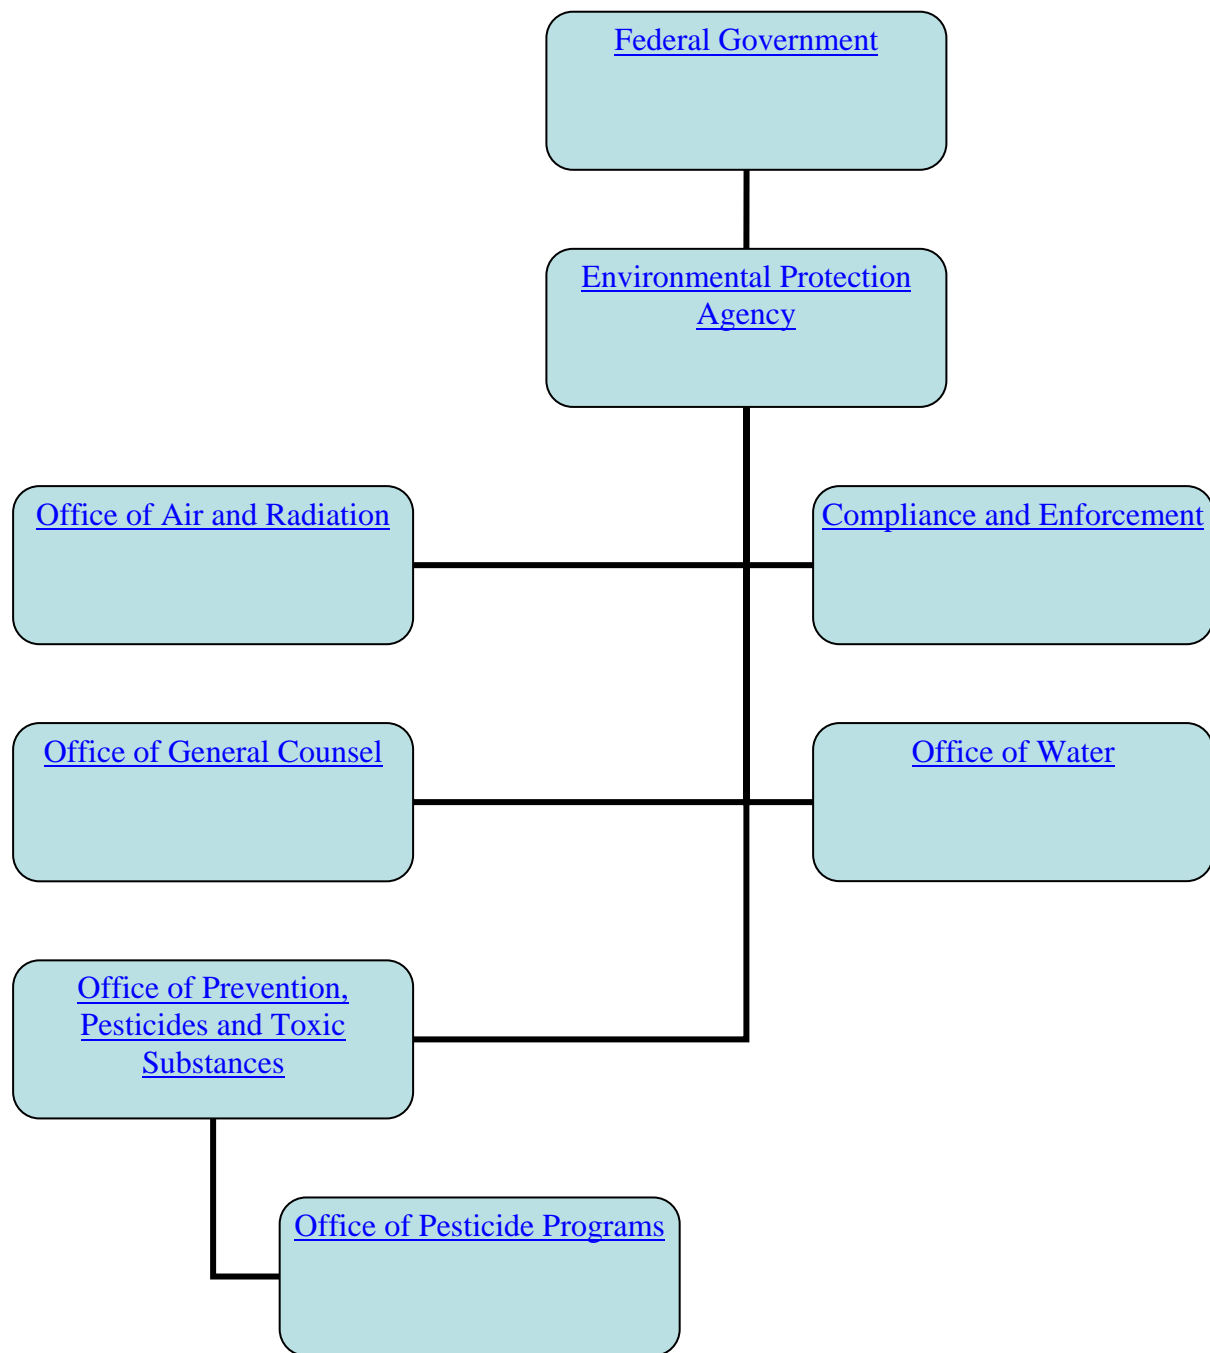 Federal Government
Environmental Protection
Agency
Office of Air and Radiation
Compliance and Enforcement
Office of General Counsel
Office of Water
Office of Prevention,
Pesticides and Toxic
Substances
Office of Pesticide Programs